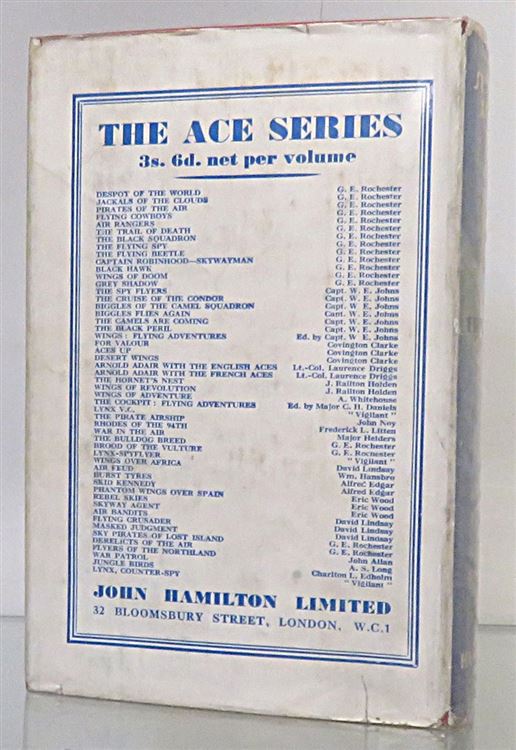 THE ACE SERIES
3s. 6d. net per volume
DESPOT OF THE WORLD G. E. Rochester
JACKALS OF THE CLOUDS G. E. Rochester
PIRATES OF THE AIR G. E. Rochester
FLYING COWBOYS G. E. Rochester
AIR RANGERS G. E. Rochester
THE TRAIL OF DEATH G. E. Rochester
THE BLACK SQUADRON G. E. Rochester
THE FLYING SPY G. E. Rochester
THE FLYING BEETLE G. E. Rochester
CAPTAIN ROBINHOOD—SKYWAYMAN G. E. Rochester
BLACK HAWK G. E. Rochester
WINGS OF DOOM G. E. Rochester
GREY SHADOW G. E. Rochester
THE SPY FLYERS Capt. W. E. Johns
THE CRUISE OF THE CONDOR Capt. W. E. Johns
BIGGLES OF THE CAMEL SQUADRON Capt. W. E. Johns
BIGGLES FLIES AGAIN Capt. W. E. Johns
THE CAMELS ARE COMING Capt. W. E. Johns
THE BLACK PERIL Capt. W. E. Johns
WINGS : FLYING ADVENTURES Ed. by Capt. W. E. Johns
FOR VALOUR Covington Clarke
ACES UP Covington Clarke
DESERT WINGS Covington Clarke
ARNOLD ADAIR WITH THE ENGLISH ACES Lt.-Col. Laurence Driggs
ARNOLD ADAIR WITH THE FRENCH ACES Lt.-Col. Laurence Driggs
THE HORNET'S NEST J. Railton Holden
WINGS OF REVOLUTION J. Railton Holden
WINGS OF ADVENTURE A. Whitehouse
THE COCKPIT : FLYING ADVENTURES Ed. by Major C. H. Daniels
LYNX V.C. "Vigilant"
THE PIRATE AIRSHIP John Noy
RHODES OF THE 94TH Frederick L. Litten
WAR IN THE AIR Major Helders
THE BULLDOG BREED G. E. Rochester
BROOD OF THE VULTURE G. E. Rochester
LYNX-SPYFLYER "Vigilant"
WINGS OVER AFRICA David Lindsay
AIR FEUD Wm. Hansbro
BURST TYRES Alfred Edgar
SKID KENNEDY Alfred Edgar
PHANTOM WINGS OVER SPAIN Eric Wood
REBEL SKIES Eric Wood
SKYWAY AGENT Eric Wood
AIR BANDITS David Lindsay
FLYING CRUSADER David Lindsay
MASKED JUDGMENT David Lindsay
SKY PIRATES OF LOST ISLAND G. E. Rochester
DERELICTS OF THE AIR G. E. Rochester
FLYERS OF THE NORTHLAND John Allan
WAR PATROL A. S. Long
JUNGLE BIRDS Charlton L. Edholm
LYNX, COUNTER-SPY "Vigilant"
JOHN HAMILTON LIMITED
32 BLOOMSBURY STREET, LONDON, W.C.1